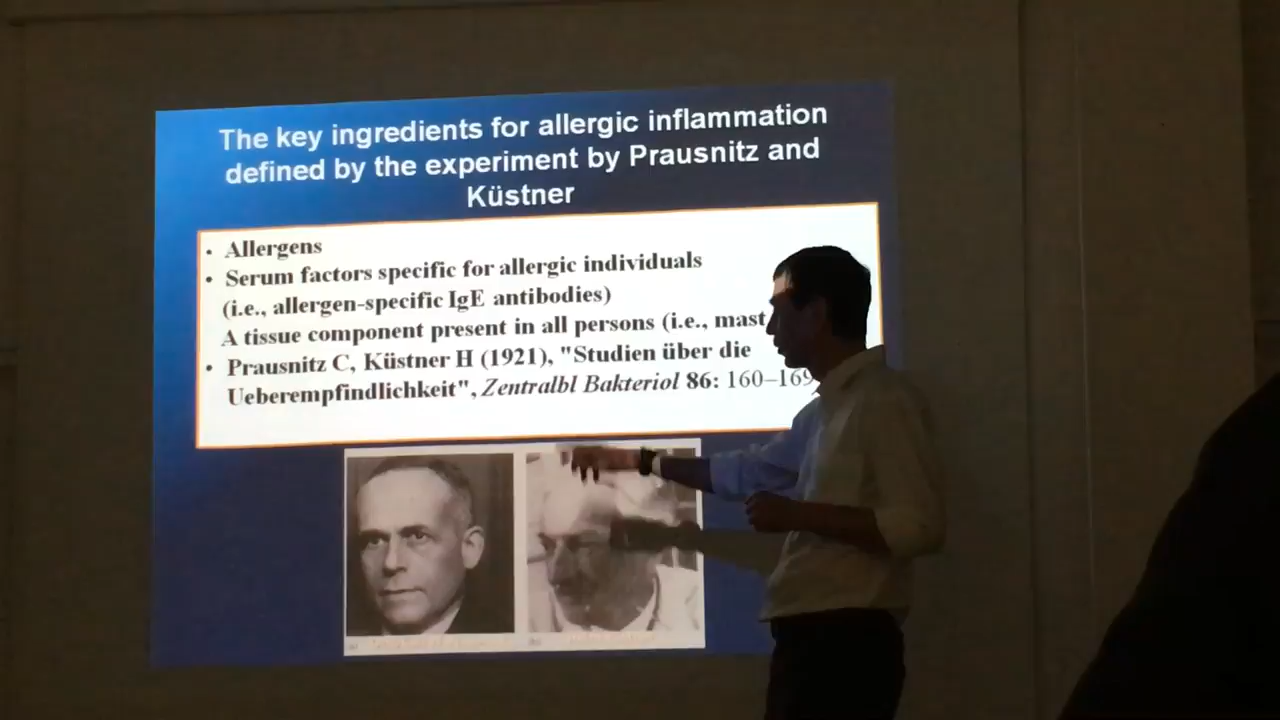 The key ingredients for allergic inflammation
defined by the experiment by Prausnitz and
Küstner
• Allergens
• Serum factors specific for allergic individuals
(i.e., allergen-specific IgE antibodies)
A tissue component present in all persons (i.e., mast
• Prausnitz C, Küstner H (1921), "Studien über die
Ueberempfindlichkeit", Zentralbl Bakteriol 86: 160–169